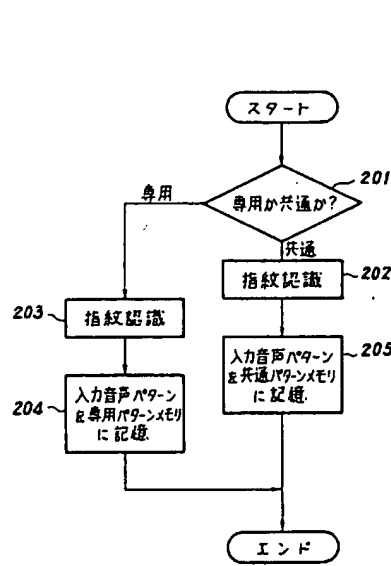 スタート
201
専用か共通か?
専用
共通
指紋認識
202
203
指紋認識
入力音声パターン
を共通パターンメモリ
に記憶
205
204
入力音声パターン
を専用パターンメモリ
に記憶.
エンド